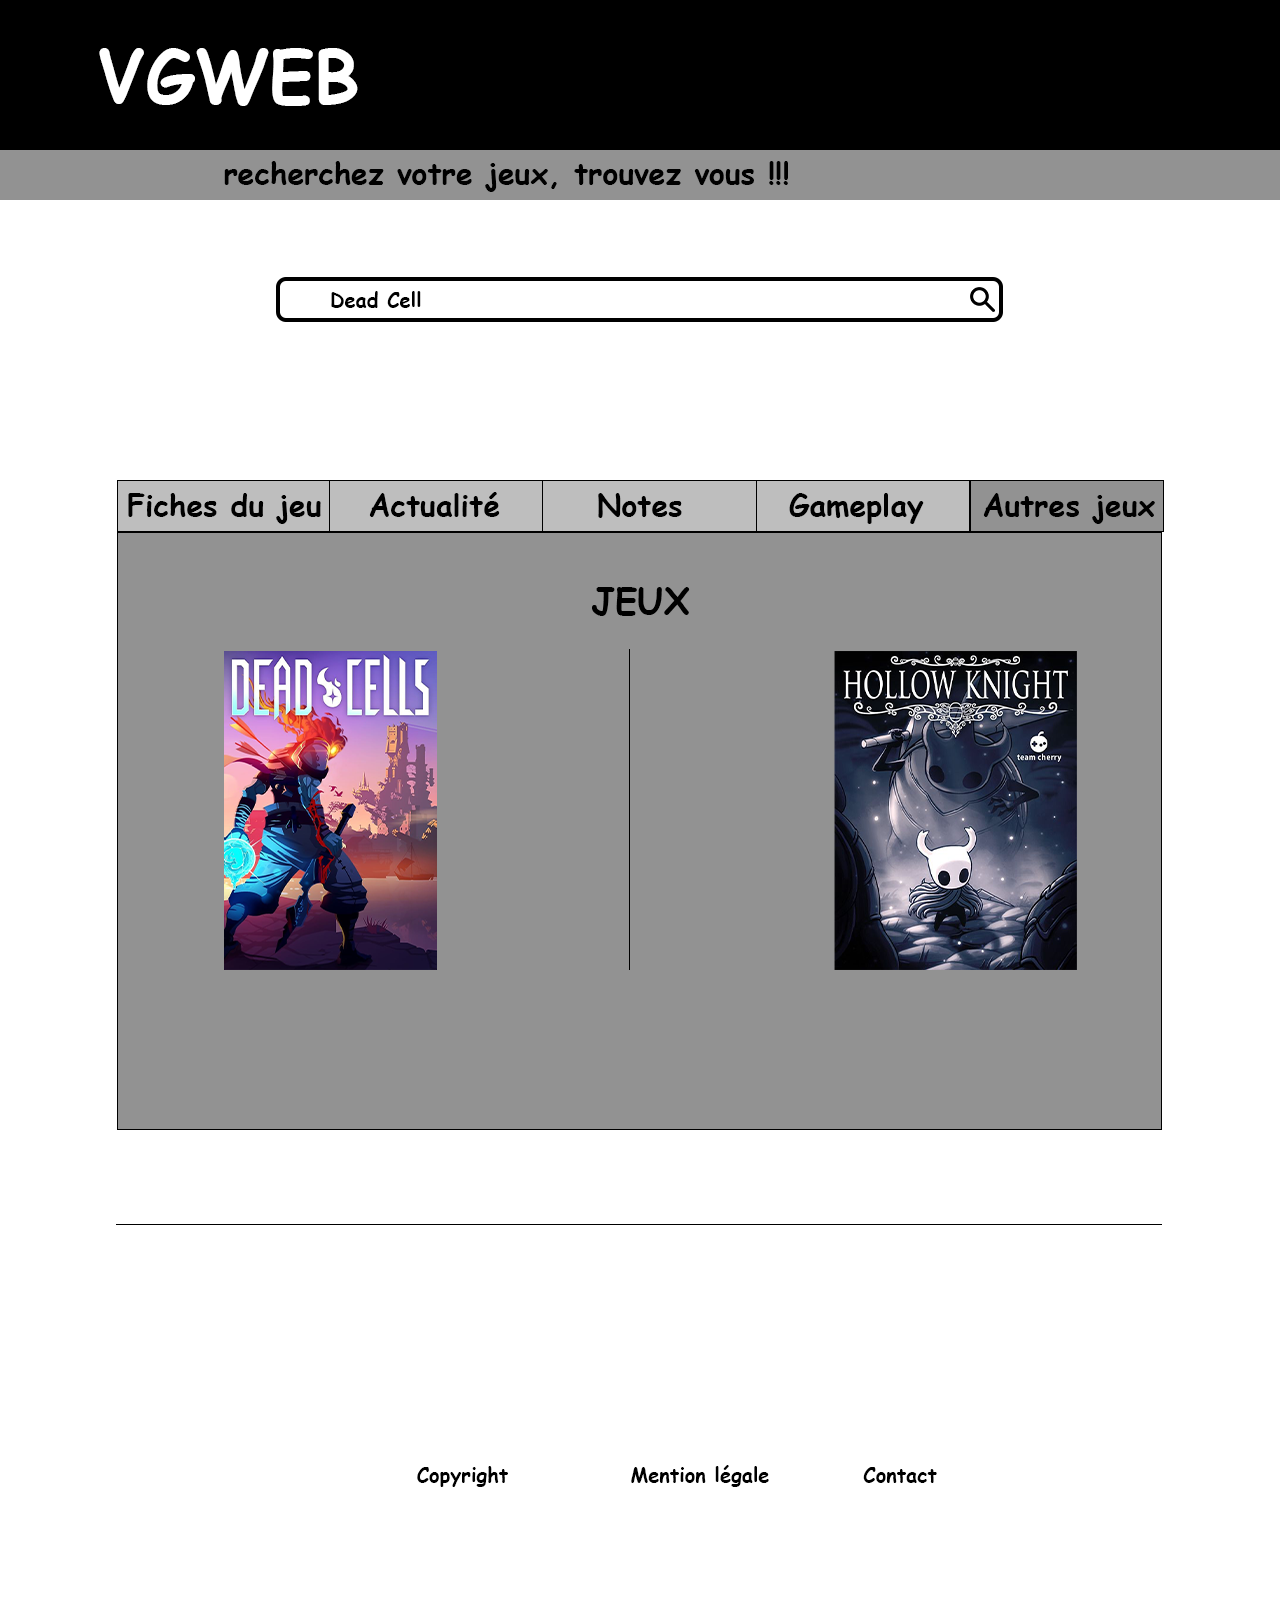 VGWEB
recherchez votre jeux, trouvez vous !!!
Dead Cell
Fiches du jeu Actualité Notes Gameplay Autres jeux
JEUX
DEAD CELLS
HOLLOW KNIGHT
team cherry
Copyright Mention légale Contact